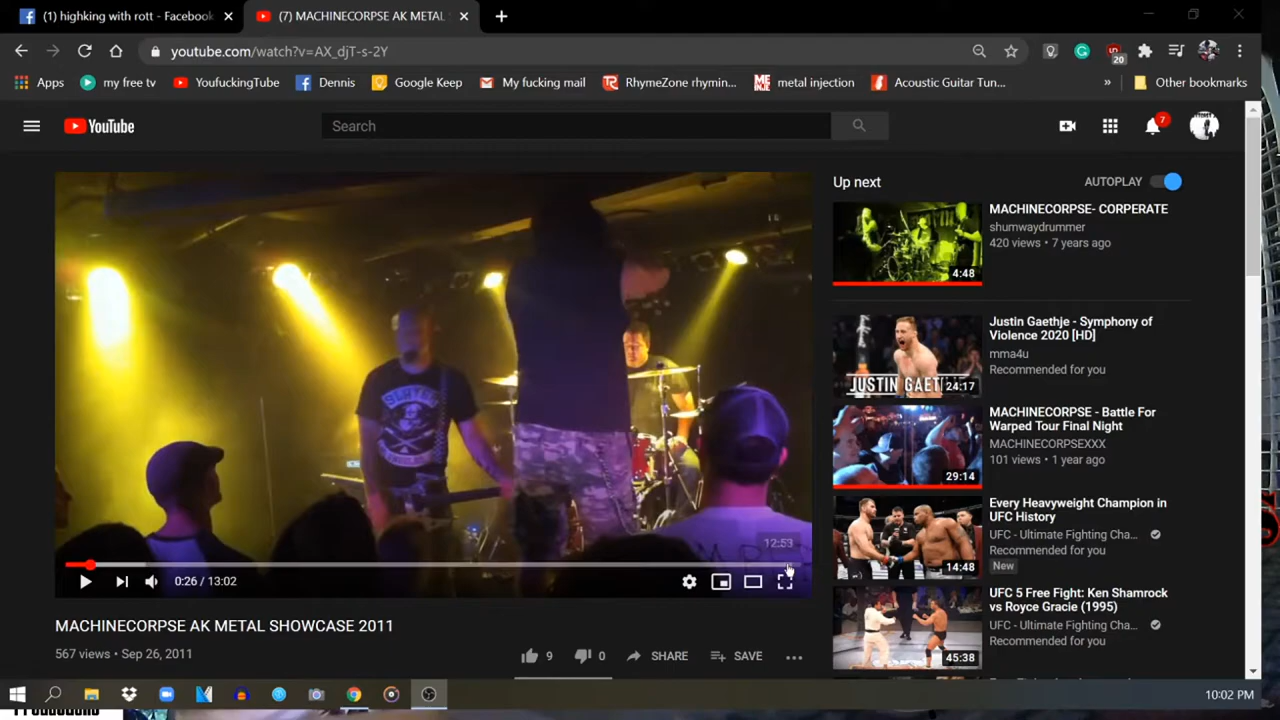 (1) highking with rott - Facebook
(7) MACHINECORPSE AK METAL
youtube.com/watch?v=AX_djT-s-2Y
20
Apps
my free tv
YoufuckingTube
Dennis
Google Keep
My fucking mail
RhymeZone rhymin...
metal injection
Acoustic Guitar Tun...
»
Other bookmarks
YouTube
Search
7
Up next
AUTOPLAY
MACHINECORPSE- CORPERATE
shumwaydrummer
420 views • 7 years ago
4:48
Justin Gaethje - Symphony of
Violence 2020 [HD]
mma4u
Recommended for you
24:17
MACHINECORPSE - Battle For
Warped Tour Final Night
MACHINECORPSEXXX
101 views • 1 year ago
29:14
Every Heavyweight Champion in
UFC History
UFC - Ultimate Fighting Cha...
Recommended for you
New
14:48
UFC 5 Free Fight: Ken Shamrock
vs Royce Gracie (1995)
UFC - Ultimate Fighting Cha...
Recommended for you
45:38
SLAYER
12:53
0:26 / 13:02
MACHINECORPSE AK METAL SHOWCASE 2011
567 views • Sep 26, 2011
9
0
SHARE
SAVE
10:02 PM